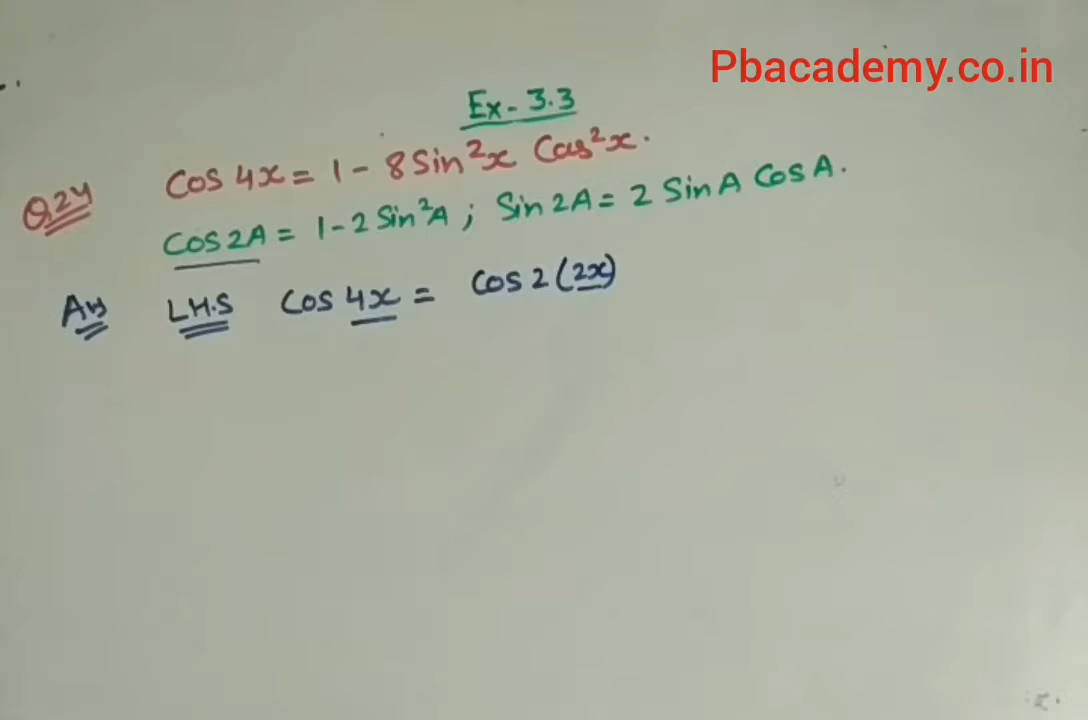 Pbacademy.co.in
Ex- 3.3
Q24 Cos 4x = 1 - 8 Sin²x Cos²x.
Cos 2A = 1 - 2 Sin²A ; Sin 2A = 2 Sin A Cos A.
Ans L.H.S Cos 4x = Cos 2 (2x)